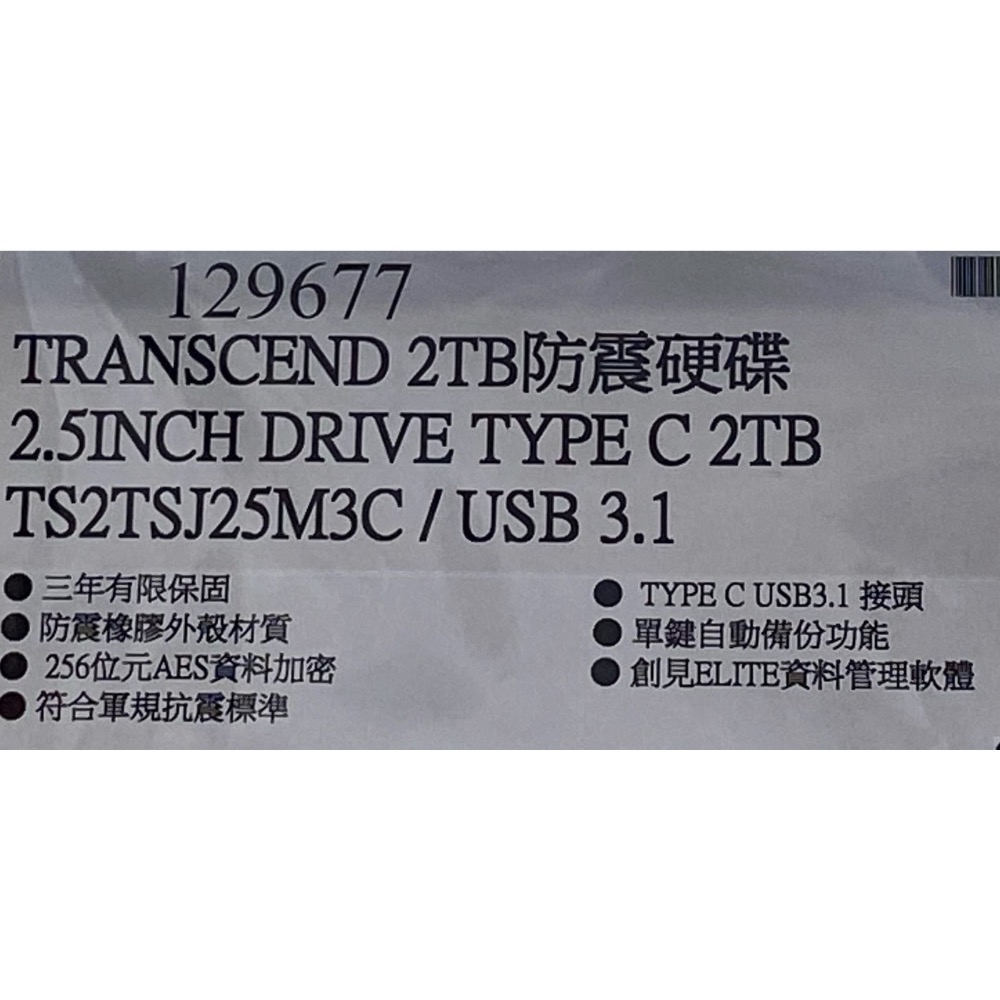 129677
TRANSCEND 2TB防震硬碟
2.5INCH DRIVE TYPE C 2TB
TS2TSJ25M3C / USB 3.1
● 三年有限保固
● 防震橡膠外殼材質
● 256位元AES資料加密
● 符合軍規抗震標準
● TYPE C USB3.1 接頭
● 單鍵自動備份功能
● 創見ELITE資料管理軟體